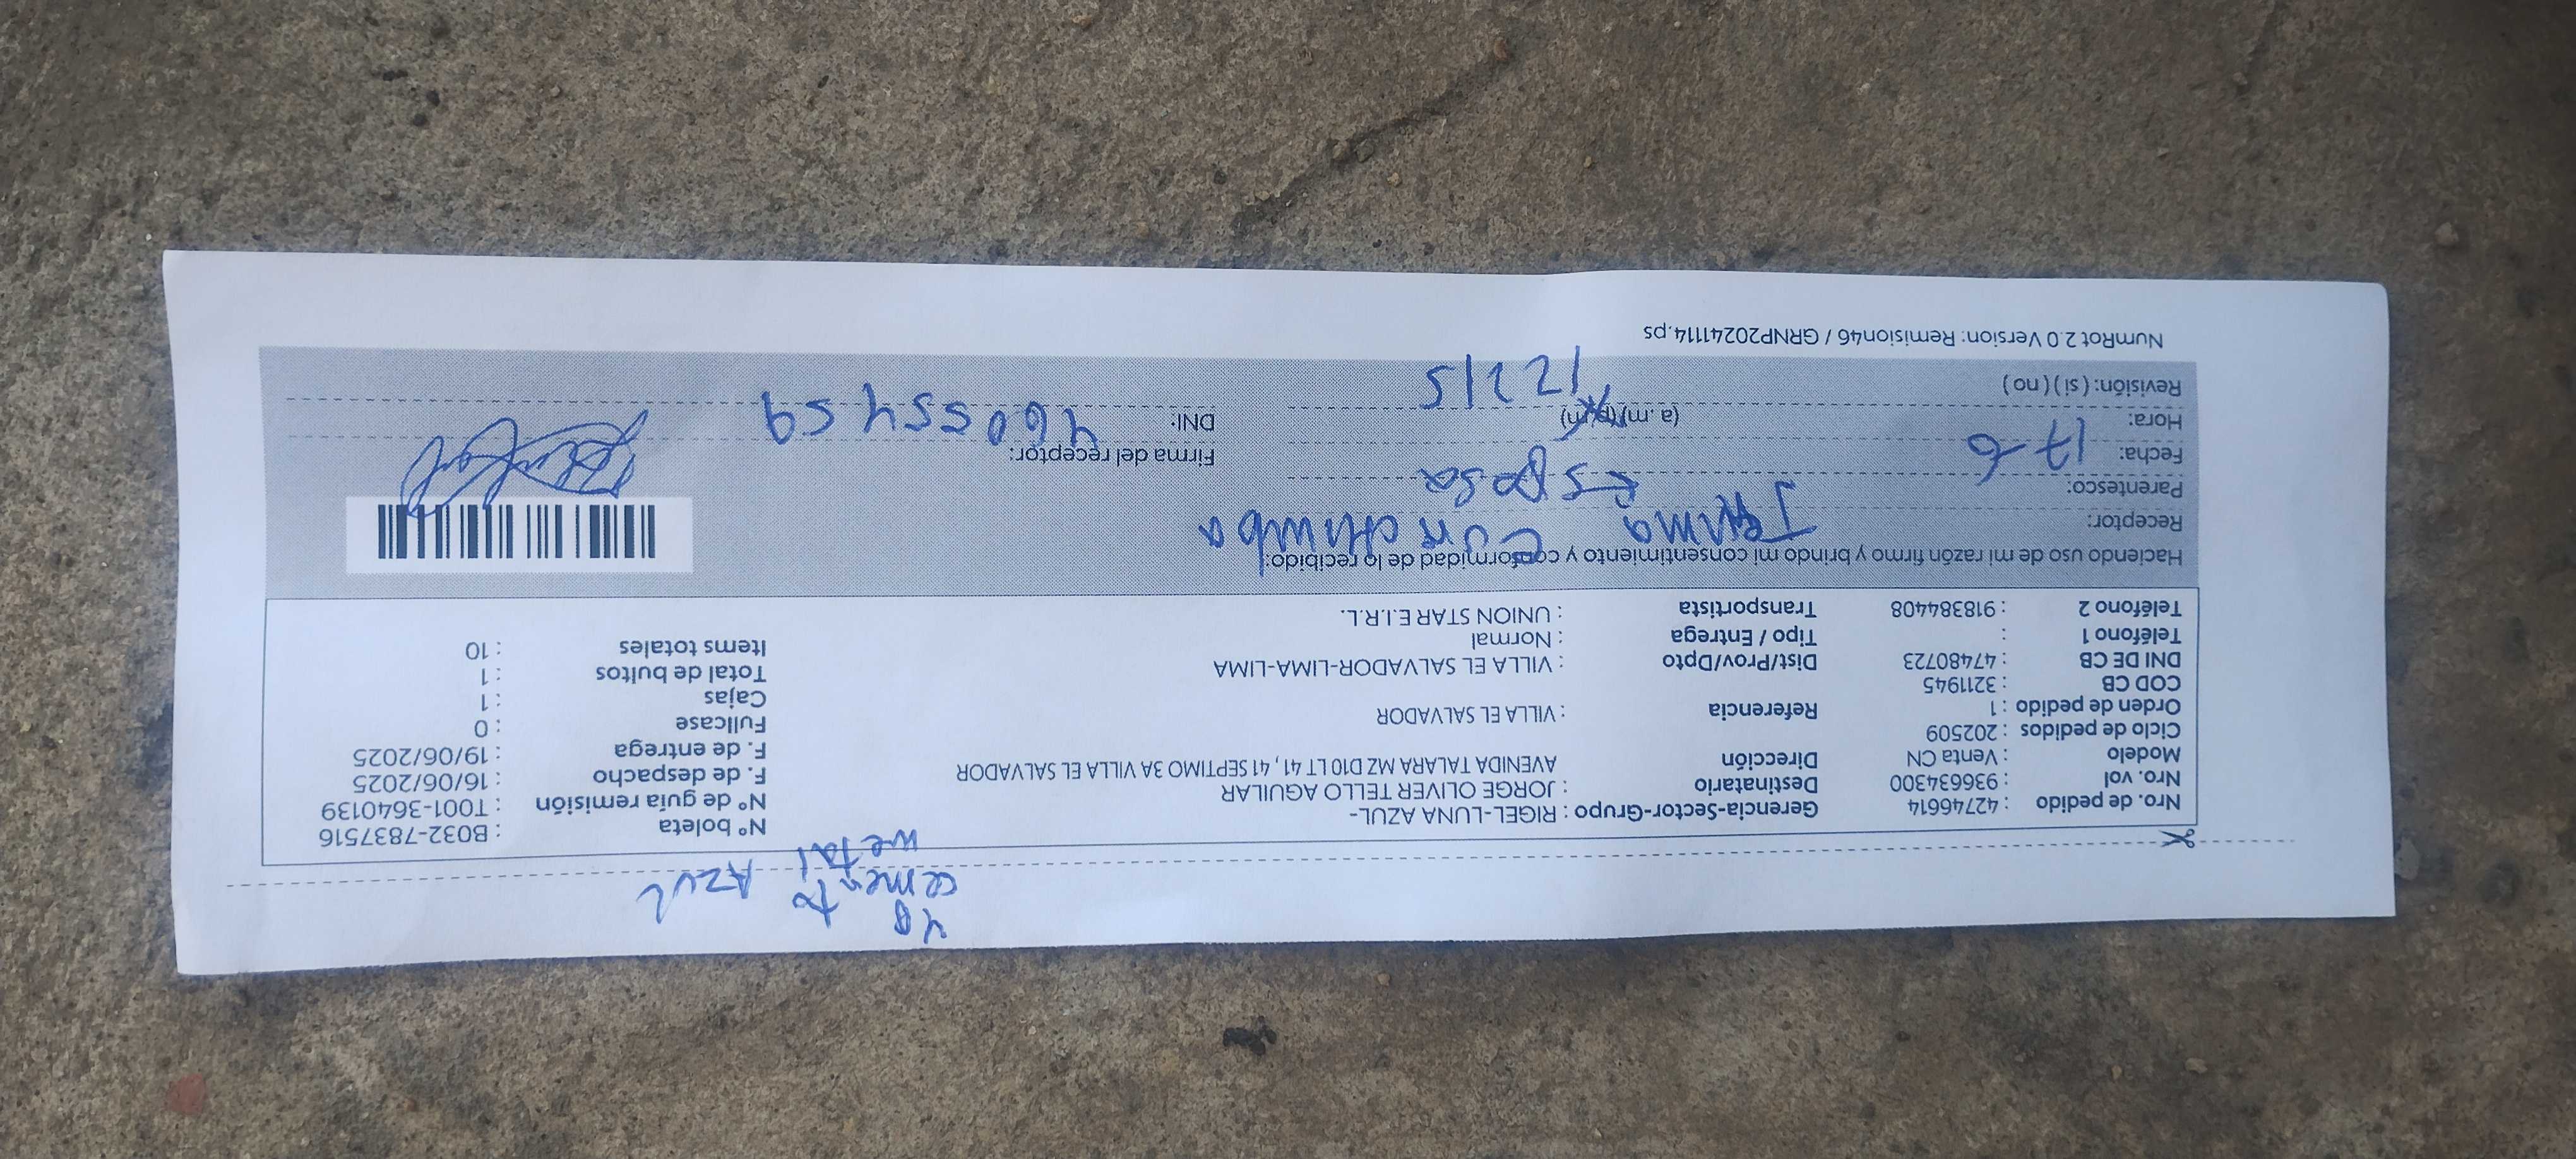 4P
cemento AZUL
metal
Nro. de pedido : 42746614 Gerencia-Sector-Grupo : RIGEL-LUNA AZUL- N° boleta : B032-7837516
Nro. vol : 936634300 Destinatario : JORGE OLIVER TELLO AGUILAR N° de guía remisión : T001-3640139
Modelo : Venta CN Dirección AVENIDA TALARA MZ D10 LT 41 , 41 SEPTIMO 3A VILLA EL SALVADOR F. de despacho : 16/06/2025
Ciclo de pedidos : 202509 F. de entrega : 19/06/2025
Orden de pedido : 1 Referencia : VILLA EL SALVADOR Fullcase : 0
COD CB : 3211945 Cajas : 1
DNI DE CB : 47480723 Dist/Prov/Dpto : VILLA EL SALVADOR-LIMA-LIMA Total de bultos : 1
Teléfono 1 : Tipo / Entrega : Normal Items totales : 10
Teléfono 2 : 918384408 Transportista : UNION STAR E.I.R.L.
Haciendo uso de mi razón firmo y brindo mi consentimiento y conformidad de lo recibido:
Receptor:
Parentesco: Esposa
Fecha: 17-6 Firma del receptor:
Hora: (a. m) (p. m) DNI: 46055459
Revisión: ( si ) ( no ) 12 215
NumRot 2.0 Version: Remision46 / GRNP20241114.ps